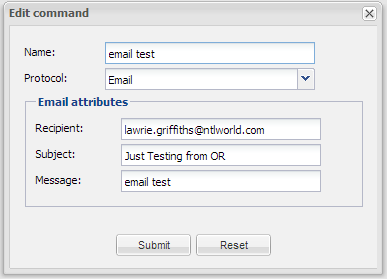 Edit command
Name: email test
Protocol: Email
Email attributes
Recipient: lawrie.griffiths@ntlworld.com
Subject: Just Testing from OR
Message: email test
Submit Reset